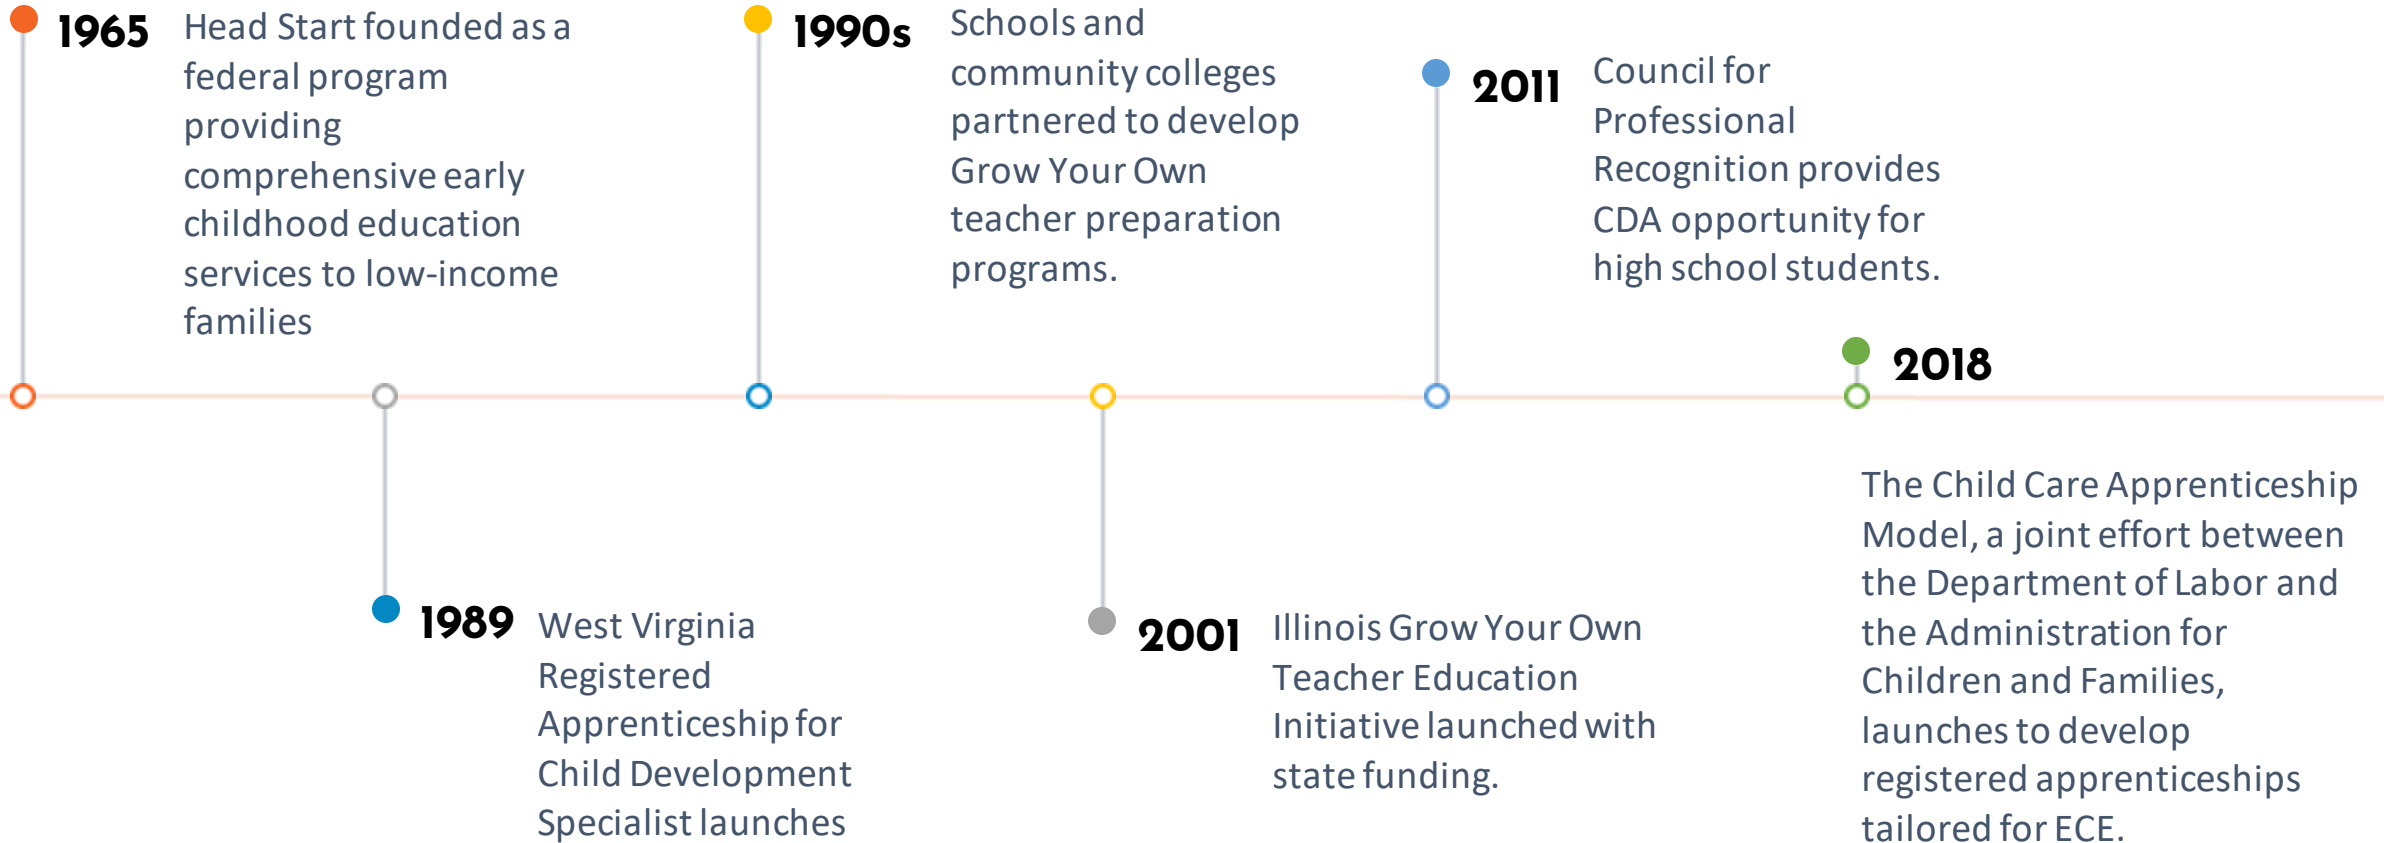 1965
Head Start founded as a
federal program
providing
comprehensive early
childhood education
services to low-income
families
1989
West Virginia
Registered
Apprenticeship for
Child Development
Specialist launches
1990s
Schools and
community colleges
partnered to develop
Grow Your Own
teacher preparation
programs.
2001
Illinois Grow Your Own
Teacher Education
Initiative launched with
state funding.
2011
Council for
Professional
Recognition provides
CDA opportunity for
high school students.
2018
The Child Care Apprenticeship
Model, a joint effort between
the Department of Labor and
the Administration for
Children and Families,
launches to develop
registered apprenticeships
tailored for ECE.